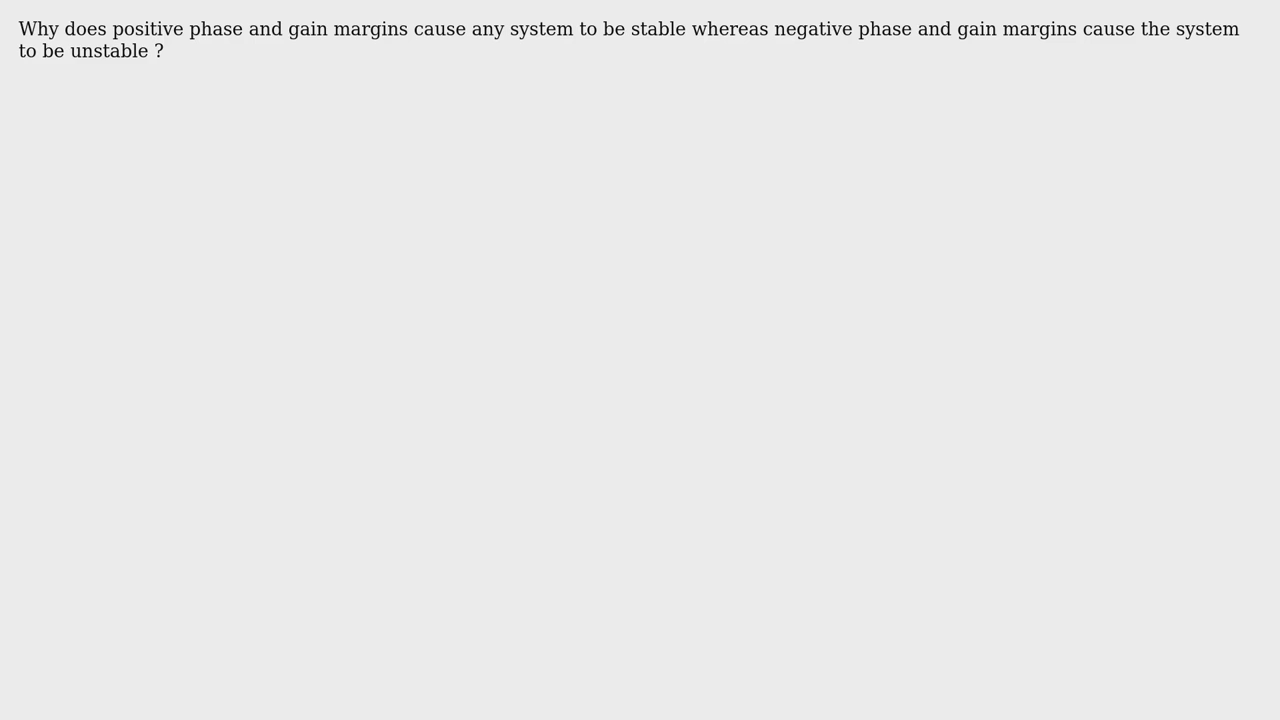 Why does positive phase and gain margins cause any system to be stable whereas negative phase and gain margins cause the system
to be unstable ?